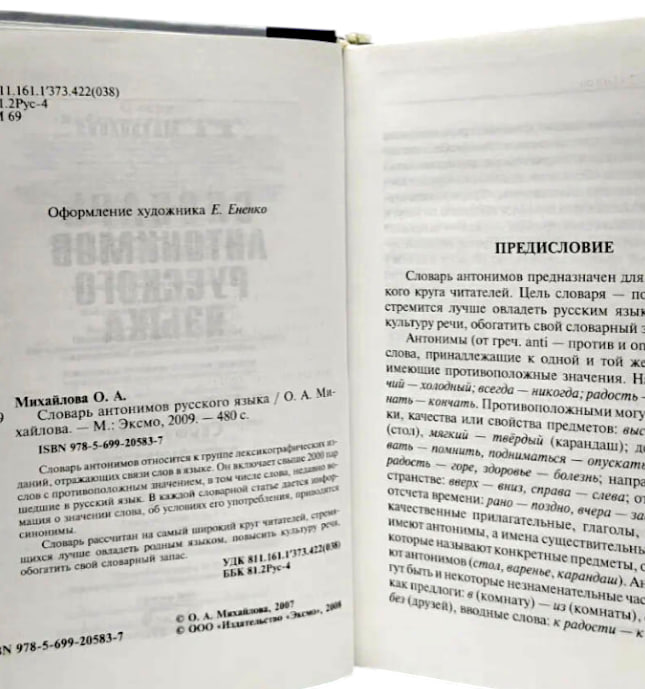 11.161.1'373.422(038)
1.2Рус-4
М 69
Оформление художника Е. Ененко
Михайлова О. А.
9
Словарь антонимов русского языка / О. А. Ми-
хайлова. — М.: Эксмо, 2009. — 480 с.
ISBN 978-5-699-20583-7
Словарь антонимов относится к группе лексикографических из-
даний, отражающих связи слов в языке. Он включает свыше 2000 пар
слов с противоположным значением, в том числе слова, недавно во-
шедшие в русский язык. В каждой словарной статье дается инфор-
мация о значении слова, об условиях его употребления, приводятся
синонимы.
Словарь рассчитан на самый широкий круг читателей, стремя-
щихся лучше овладеть родным языком, повысить культуру речи,
обогатить свой словарный запас.
УДК 811.161.1'373.422(038)
ББК 81.2Рус-4
© О. А. Михайлова, 2007
© ООО «Издательство «Эксмо», 2008
BN 978-5-699-20583-7
ПРЕДИСЛОВИЕ
Словарь антонимов предназначен для
кого круга читателей. Цель словаря — по
стремится лучше овладеть русским язык
культуру речи, обогатить свой словарный з
Антонимы (от греч. anti — против и on
слова, принадлежащие к одной и той же
имеющие противоположные значения. На
чий — холодный; всегда — никогда; радость —
нать — кончать. Противоположными могу
ки, качества или свойства предметов: выс
(стол), мягкий — твёрдый (карандаш); де
вать — помнить, подниматься — опускать
радость — горе, здоровье — болезнь; напра
странстве: вверх — вниз, справа — слева; от
отсчета времени: рано — поздно, вчера — за
качественные прилагательные, глаголы,
имеют антонимы, а имена существительны
которые называют конкретные предметы, с
ют антонимов (стол, варенье, карандаш). Ан
гут быть и некоторые незнаменательные час
как предлоги: в (комнату) — из (комнаты),
без (друзей), вводные слова: к радости — к